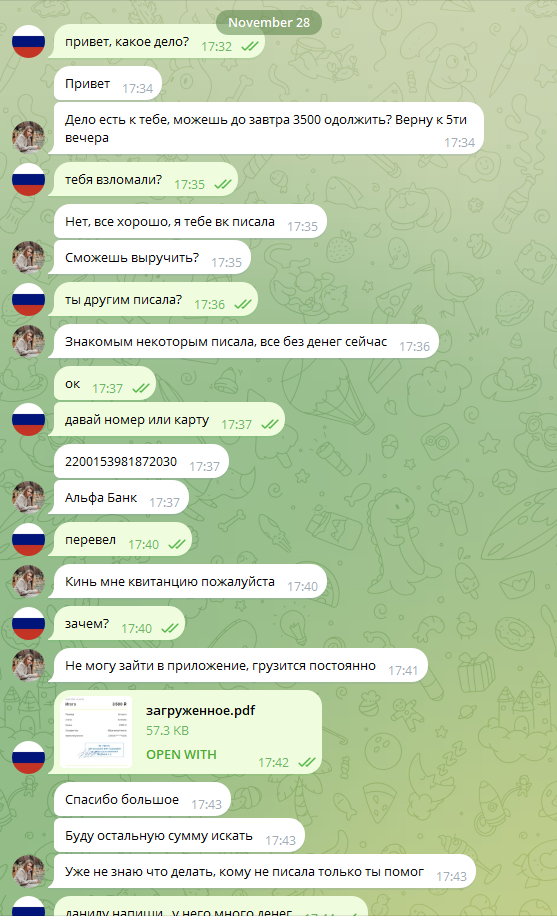 November 28
привет, какое дело? 17:32
Привет 17:34
Дело есть к тебе, можешь до завтра 3500 одолжить? Верну к 5ти
вечера 17:34
тебя взломали? 17:35
Нет, все хорошо, я тебе вк писала 17:35
Сможешь выручить? 17:35
ты другим писала? 17:36
Знакомым некоторым писала, все без денег сейчас 17:36
ок 17:37
давай номер или карту 17:37
2200153981872030 17:37
Альфа Банк 17:37
перевел 17:40
Кинь мне квитанцию пожалуйста 17:40
зачем? 17:40
Не могу зайти в приложение, грузится постоянно 17:41
загруженное.pdf
57.3 KB
OPEN WITH 17:42
Спасибо большое 17:43
Буду остальную сумму искать 17:43
Уже не знаю что делать, кому не писала только ты помог 17:43
данилу напиши у него много денег